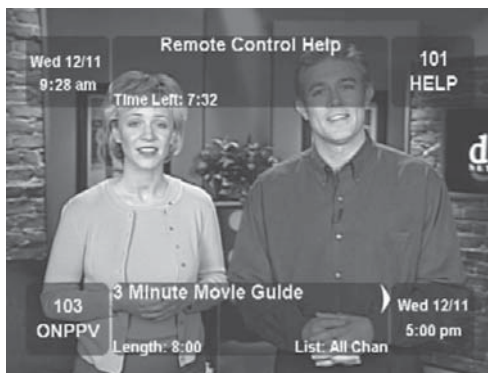 Remote Control Help
Wed 12/11
9:28 am
101
HELP
Time Left: 7:32
3 Minute Movie Guide
103
ONPPV
Wed 12/11
5:00 pm
Length: 8:00
List: All Chan